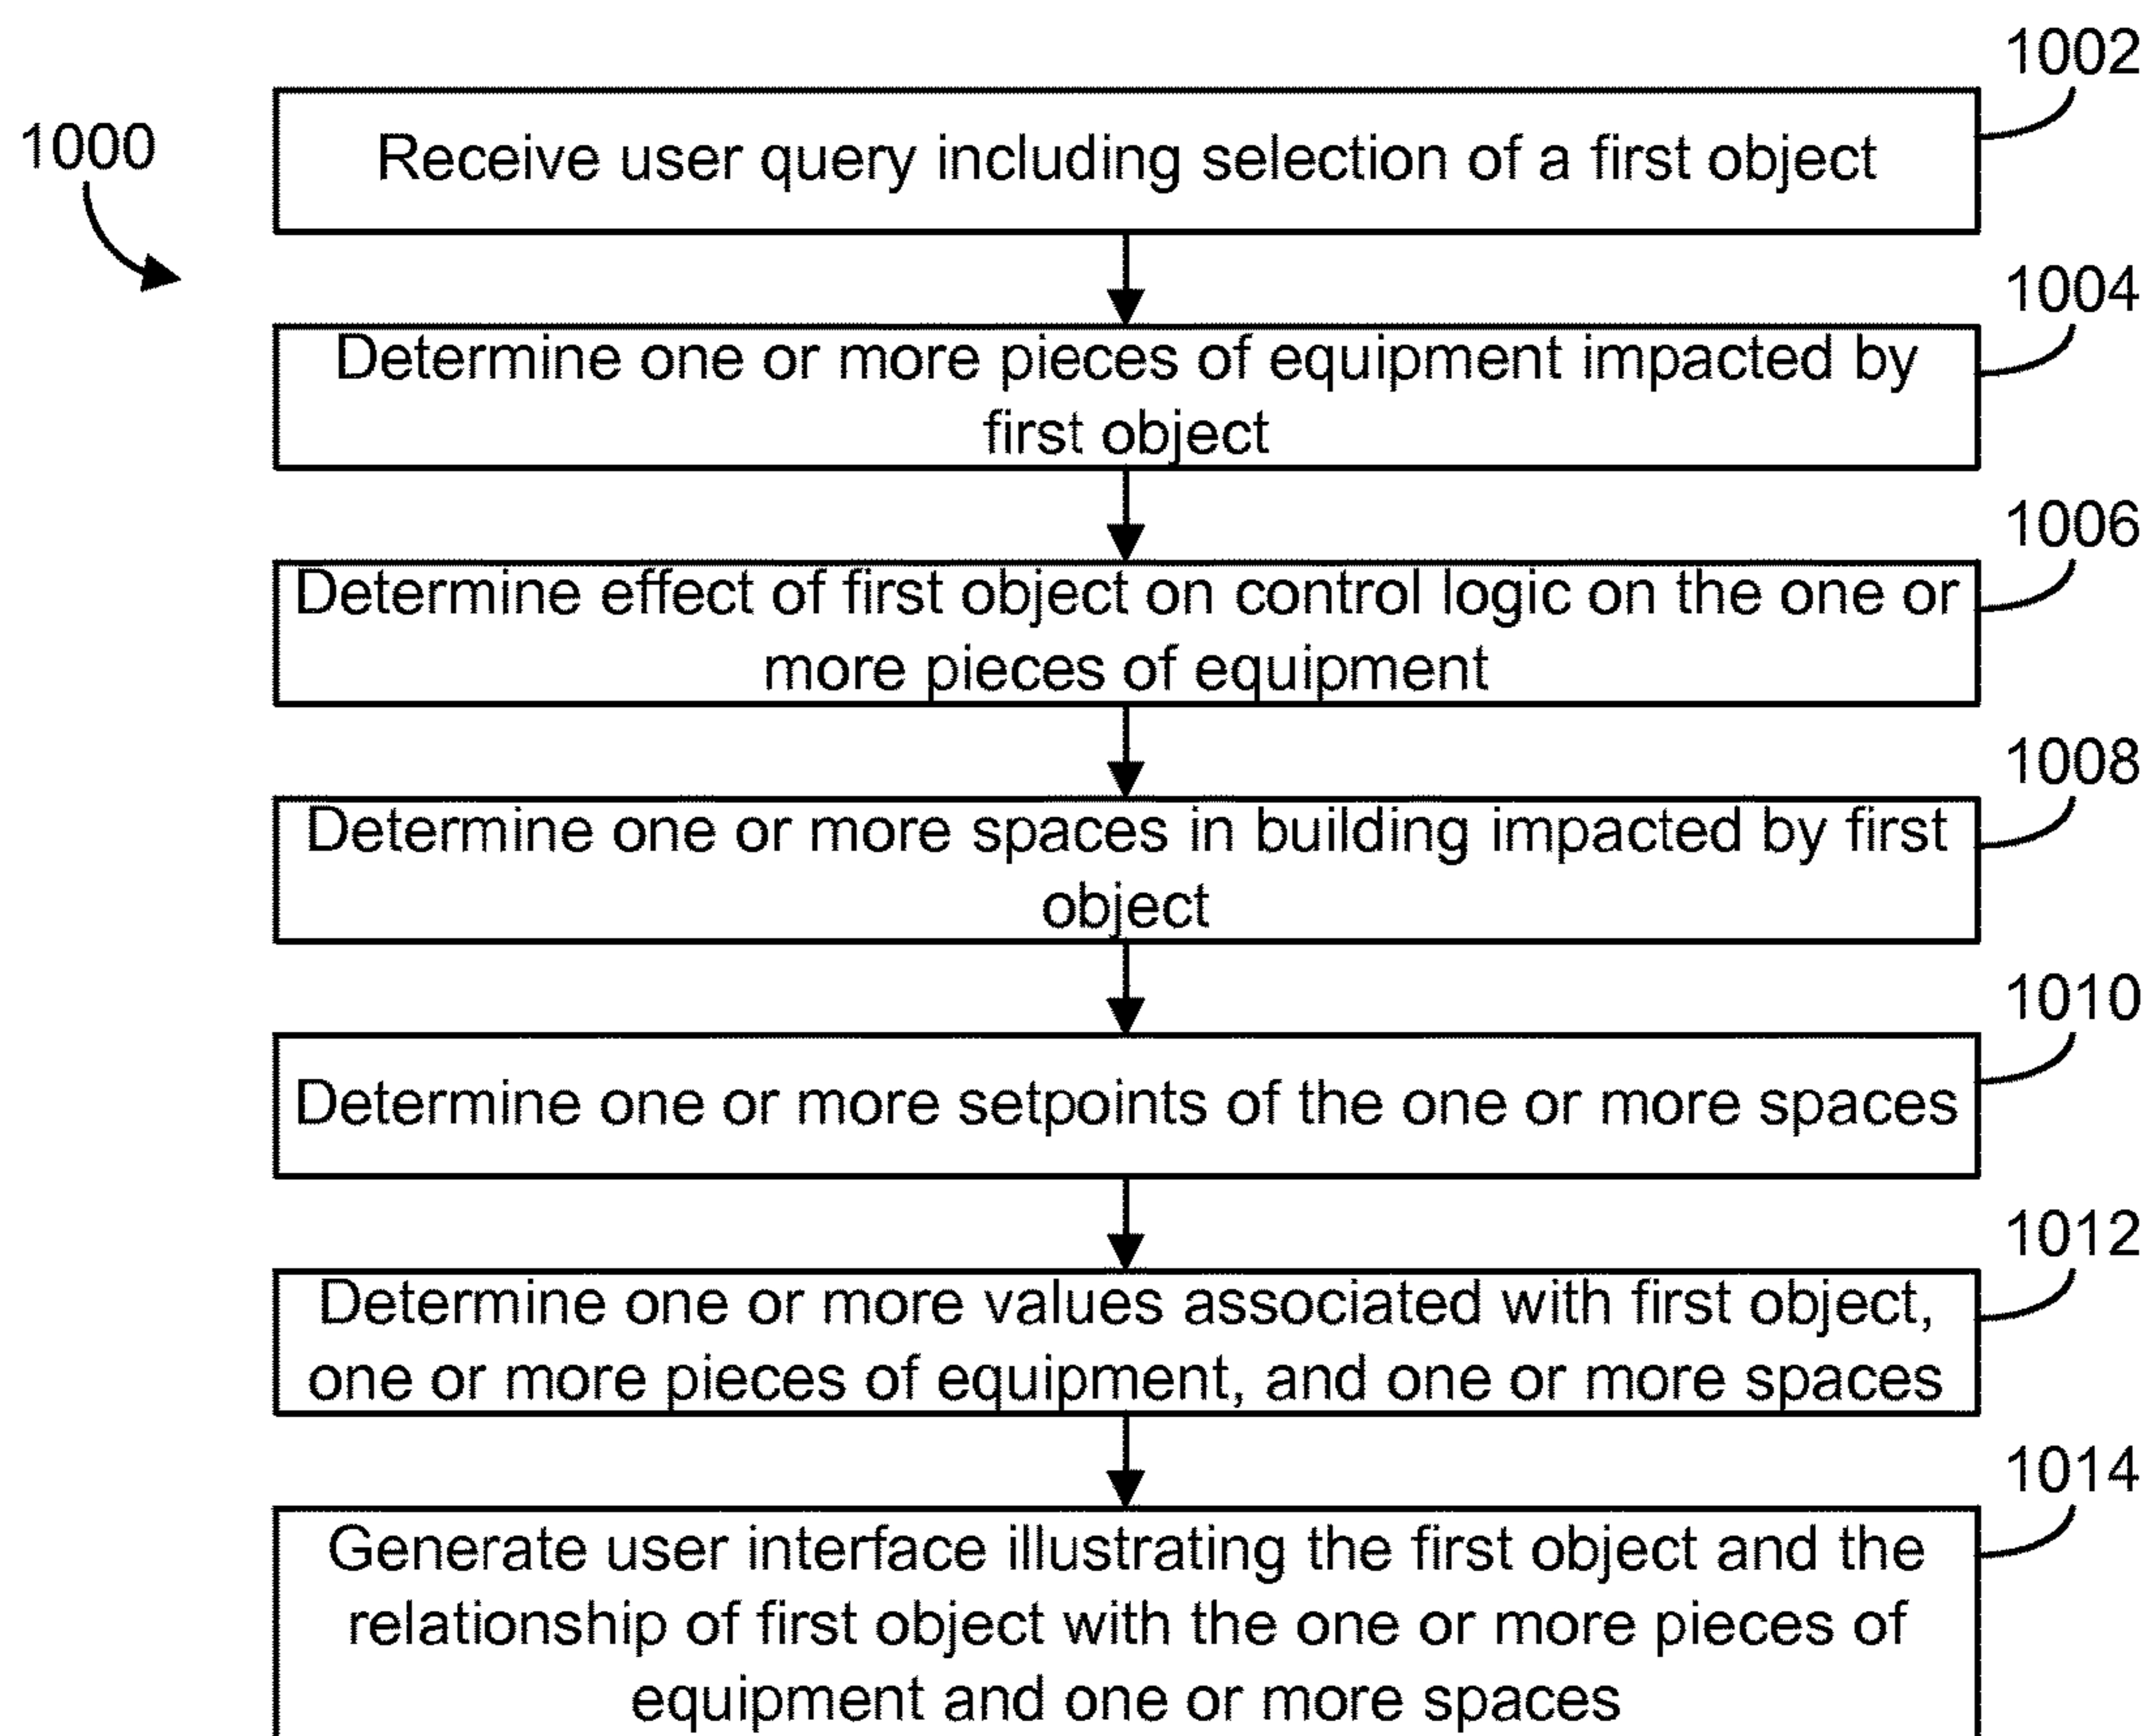 1002
1000
Receive user query including selection of a first object
1004
Determine one or more pieces of equipment impacted by
first object
1006
Determine effect of first object on control logic on the one or
more pieces of equipment
1008
Determine one or more spaces in building impacted by first
object
1010
Determine one or more setpoints of the one or more spaces
1012
Determine one or more values associated with first object,
one or more pieces of equipment, and one or more spaces
1014
Generate user interface illustrating the first object and the
relationship of first object with the one or more pieces of
equipment and one or more spaces